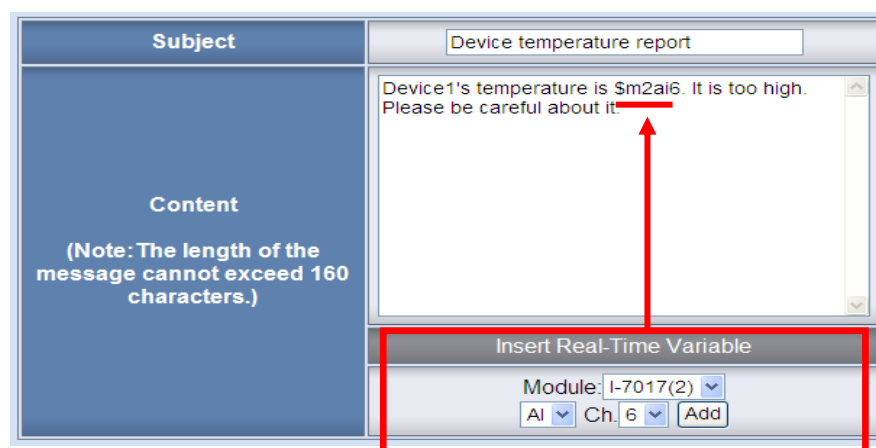 Subject
Device temperature report
Device1's temperature is $m2ai6. It is too high.
Please be careful about it.
Content
(Note:The length of the
message cannot exceed 160
characters.)
Insert Real-Time Variable
Module: I-7017(2)
AI Ch. 6 Add